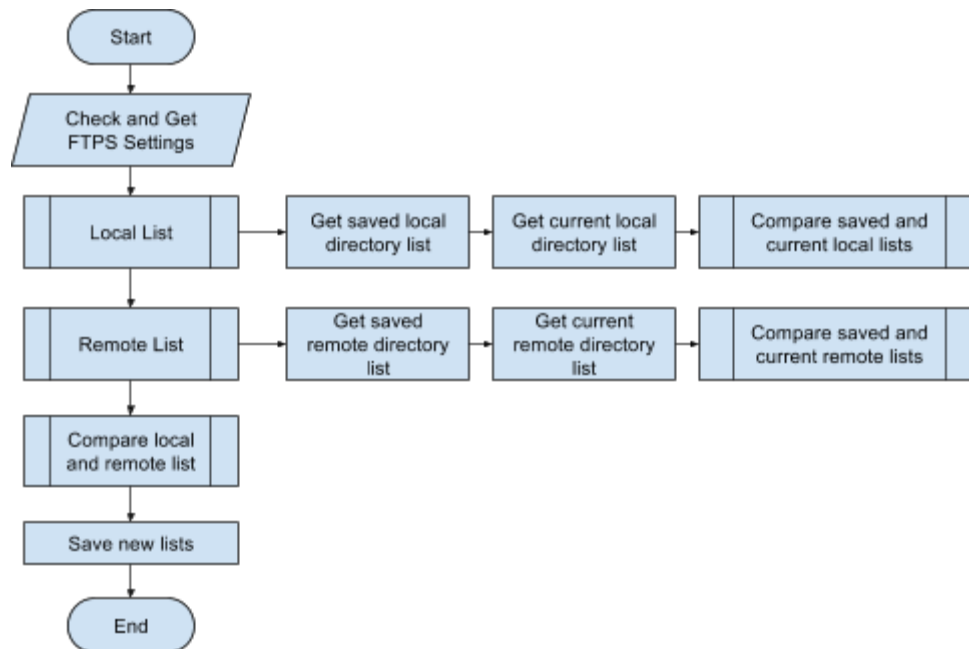 Start
Check and Get
FTPS Settings
Local List
Get saved local
directory list
Get current local
directory list
Compare saved and
current local lists
Remote List
Get saved
remote directory
list
Get current
remote directory
list
Compare saved and
current remote lists
Compare local
and remote list
Save new lists
End